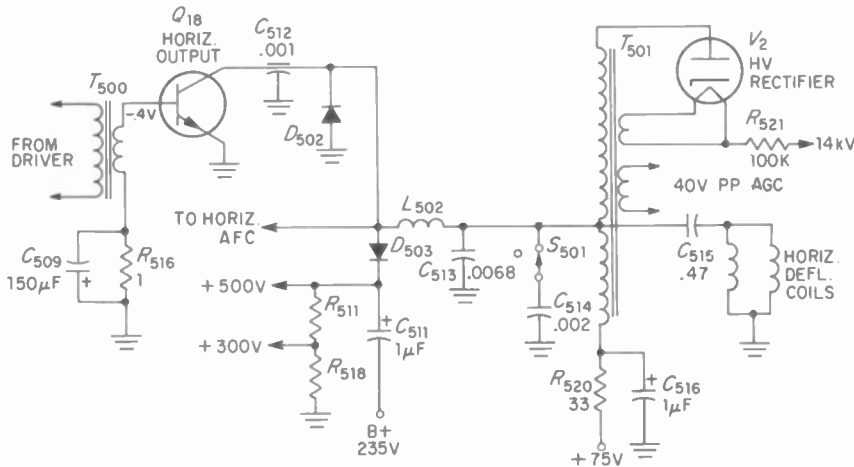 Q18
HORIZ.
OUTPUT
C512
.001
T500
-.4V
FROM
DRIVER
D502
C509
150µF
+
R516
1
TO HORIZ.
AFC
L502
D503
+500V
R511
+300V
R518
+
C511
1µF
B+
235V
C513
.0068
S501
C514
.002
T501
V2
HV
RECTIFIER
R521
100K
14kV
40V PP AGC
C515
.47
HORIZ.
DEFL.
COILS
R520
33
+
C516
1µF
+75V